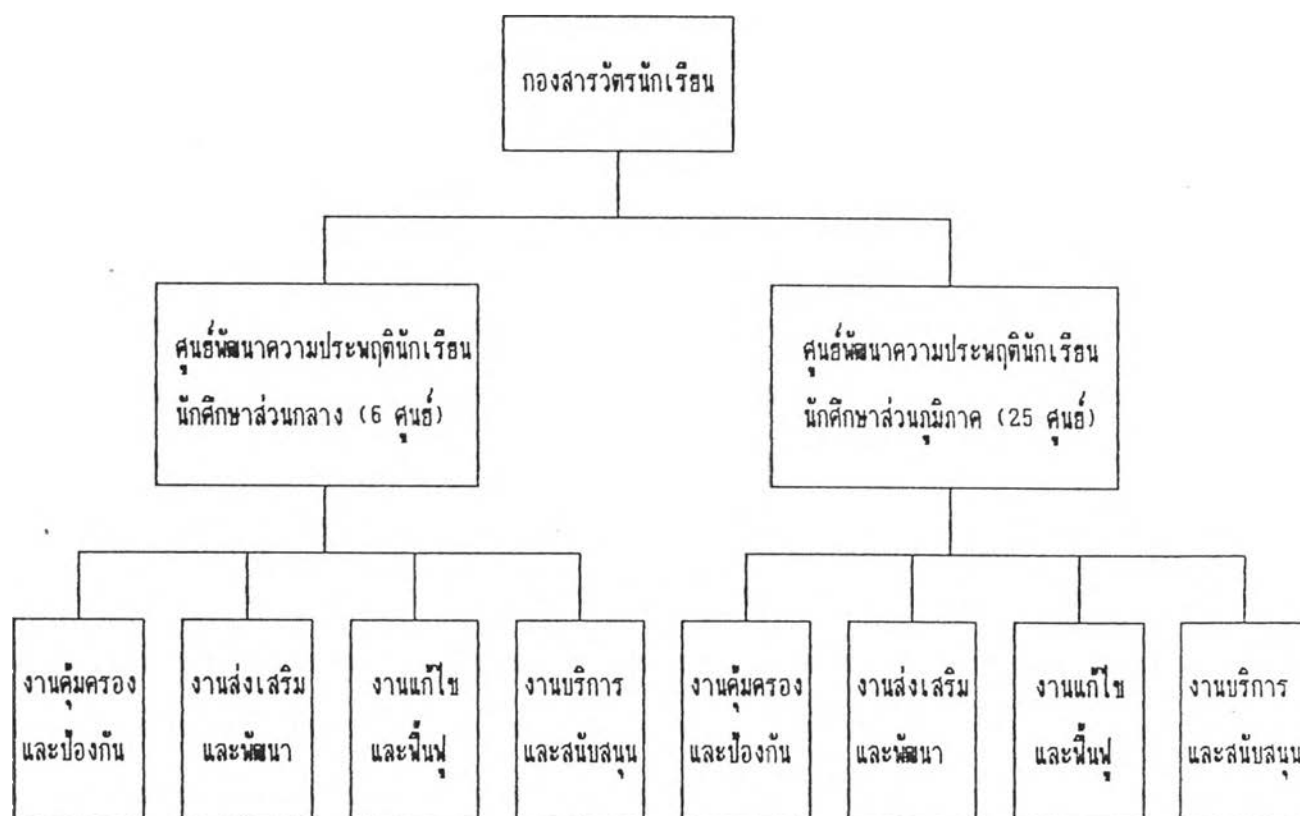 กองสารวัตรนักเรียน
ศูนย์พัฒนาความประพฤตินักเรียน
นักศึกษาส่วนกลาง (6 ศูนย์)
ศูนย์พัฒนาความประพฤตินักเรียน
นักศึกษาส่วนภูมิภาค (25 ศูนย์)
งานคุ้มครอง
และป้องกัน
งานส่งเสริม
และพัฒนา
งานแก้ไข
และฟื้นฟู
งานบริการ
และสนับสนุน
งานคุ้มครอง
และป้องกัน
งานส่งเสริม
และพัฒนา
งานแก้ไข
และฟื้นฟู
งานบริการ
และสนับสนุน